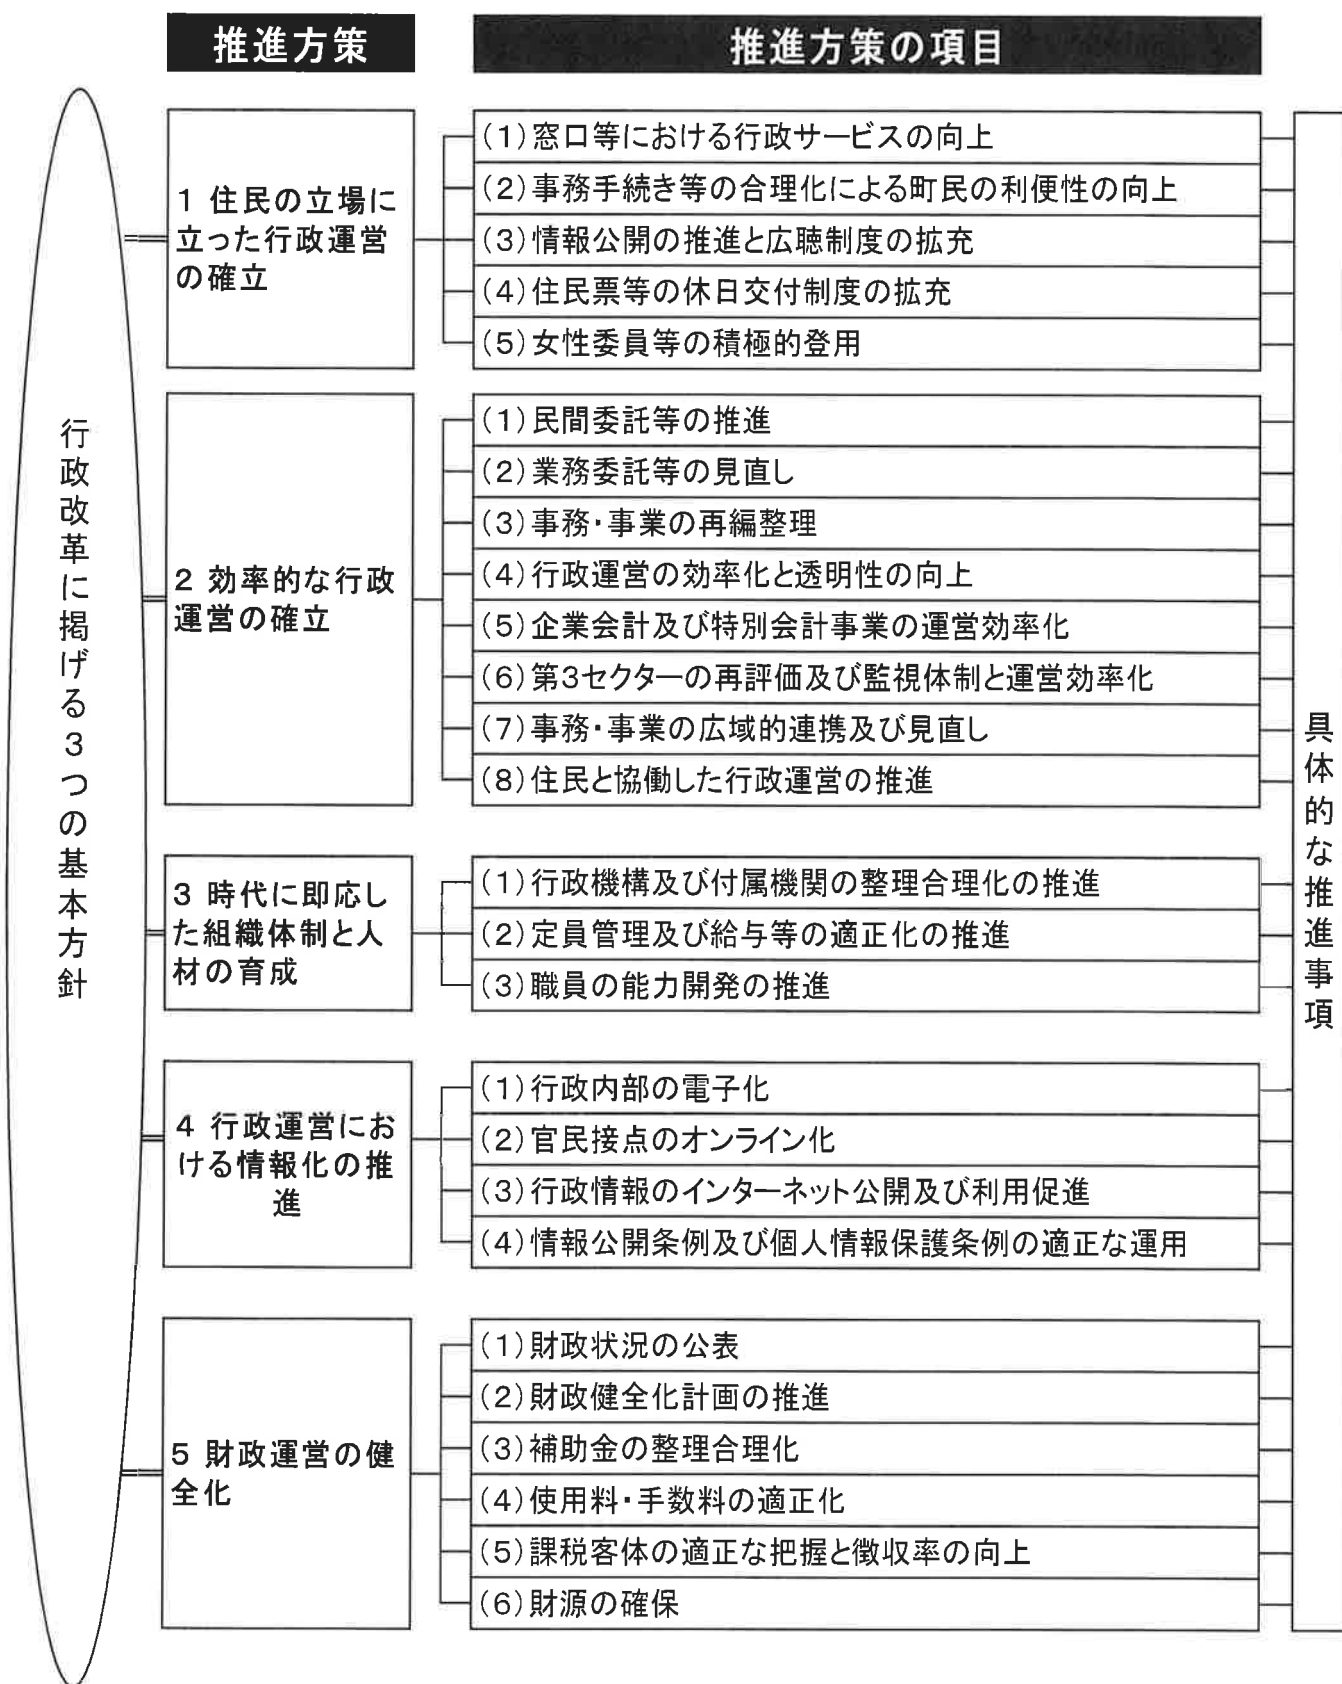 推進方策
推進方策の項目
行政改革に掲げる3つの基本方針
1 住民の立場に
立った行政運営
の確立
(1)窓口等における行政サービスの向上
(2)事務手続き等の合理化による町民の利便性の向上
(3)情報公開の推進と広聴制度の拡充
(4)住民票等の休日交付制度の拡充
(5)女性委員等の積極的登用
2 効率的な行政
運営の確立
(1)民間委託等の推進
(2)業務委託等の見直し
(3)事務・事業の再編整理
(4)行政運営の効率化と透明性の向上
(5)企業会計及び特別会計事業の運営効率化
(6)第3セクターの再評価及び監視体制と運営効率化
(7)事務・事業の広域的連携及び見直し
(8)住民と協働した行政運営の推進
3 時代に即応し
た組織体制と人
材の育成
(1)行政機構及び付属機関の整理合理化の推進
(2)定員管理及び給与等の適正化の推進
(3)職員の能力開発の推進
4 行政運営にお
ける情報化の推
進
(1)行政内部の電子化
(2)官民接点のオンライン化
(3)行政情報のインターネット公開及び利用促進
(4)情報公開条例及び個人情報保護条例の適正な運用
5 財政運営の健
全化
(1)財政状況の公表
(2)財政健全化計画の推進
(3)補助金の整理合理化
(4)使用料・手数料の適正化
(5)課税客体の適正な把握と徴収率の向上
(6)財源の確保
具体的な推進事項